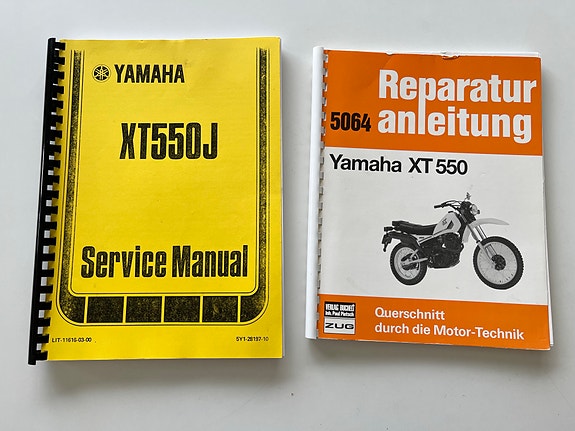 YAMAHA
XT550J
Service Manual
LIT-11616-03-00
5Y1-28197-10
Reparatur
5064 anleitung
Yamaha XT 550
VERLAG BUCHELI
Inh. Paul Pietsch
ZUG
Querschnitt
durch die Motor-Technik